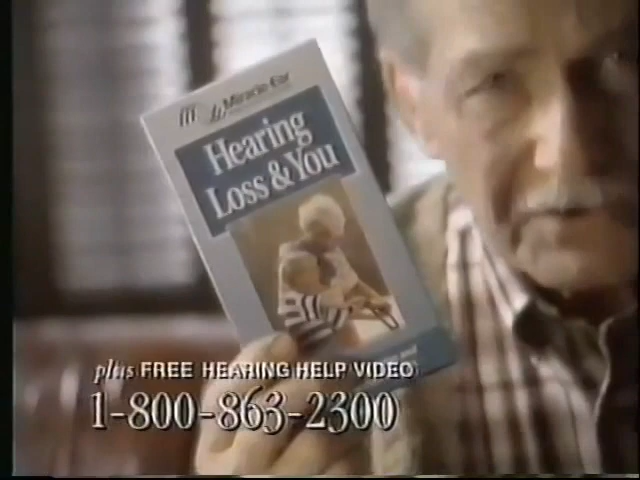 Miracle-Ear
Hearing
Loss & You
plus FREE HEARING HELP VIDEO
1-800-863-2300